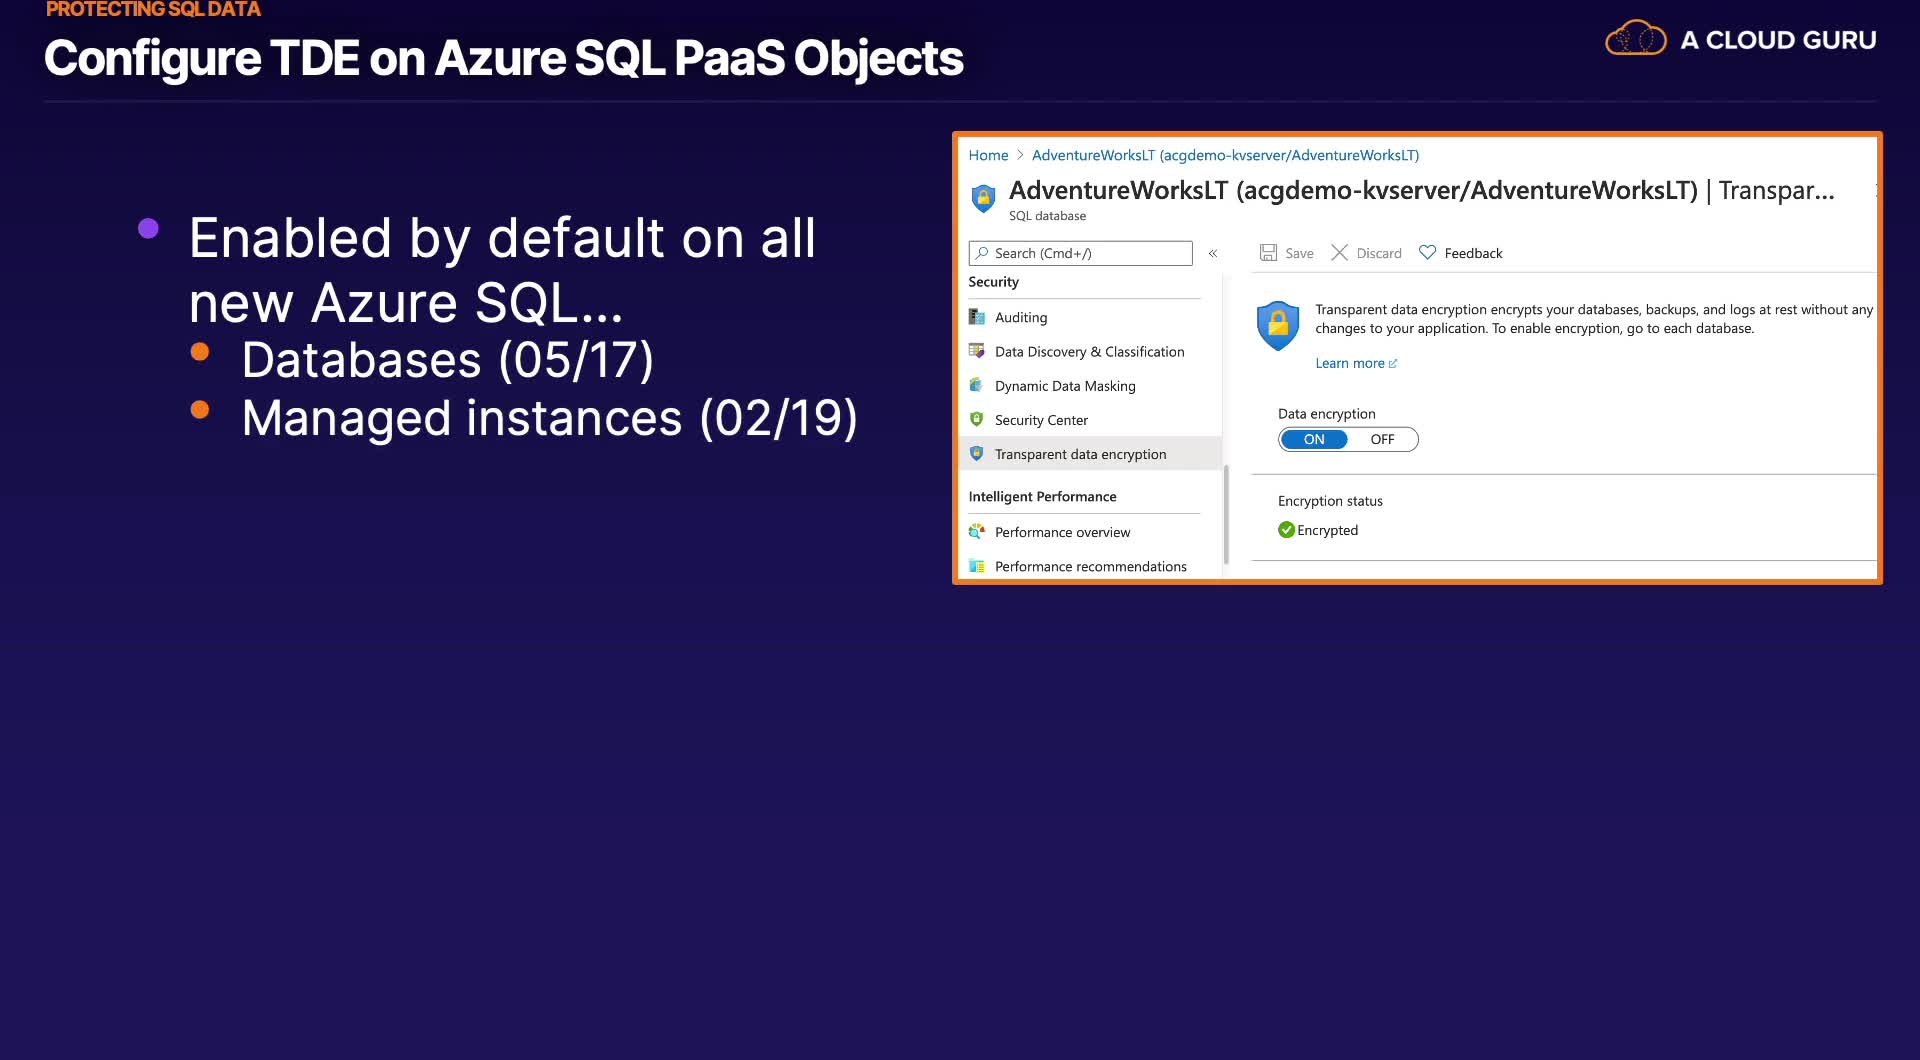 PROTECTING SQL DATA
Configure TDE on Azure SQL PaaS Objects
A CLOUD GURU
Enabled by default on all
new Azure SQL...
Databases (05/17)
Managed instances (02/19)
Home > AdventureWorksLT (acgdemo-kvserver/AdventureWorksLT)
AdventureWorksLT (acgdemo-kvserver/AdventureWorksLT) | Transpar...
SQL database
Search (Cmd+/)
«
Save
Discard
Feedback
Security
Auditing
Data Discovery & Classification
Dynamic Data Masking
Security Center
Transparent data encryption
Intelligent Performance
Performance overview
Performance recommendations
Transparent data encryption encrypts your databases, backups, and logs at rest without any
changes to your application. To enable encryption, go to each database.
Learn more
Data encryption
ON OFF
Encryption status
Encrypted